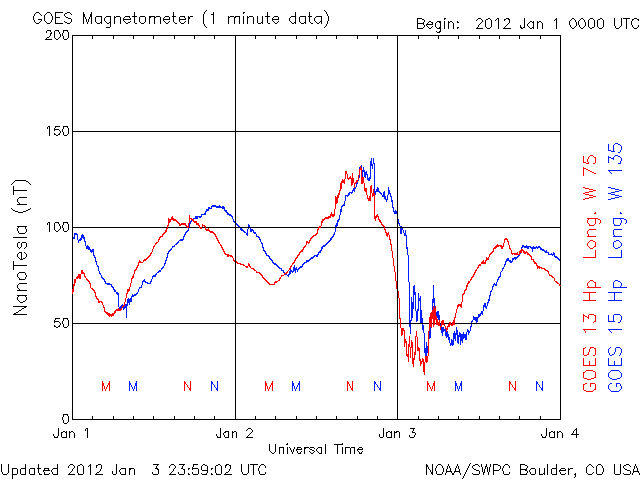 GOES Magnetometer (1 minute data)
Begin: 2012 Jan 1 0000 UTC
200
150
100
50
0
NanoTesla (nT)
M M N N M M N N M M N N
Jan 1 Jan 2 Jan 3 Jan 4
Universal Time
GOES 13 Hp Long. W 75
GOES 15 Hp Long. W 135
Updated 2012 Jan 3 23:59:02 UTC
NOAA/SWPC Boulder, CO USA